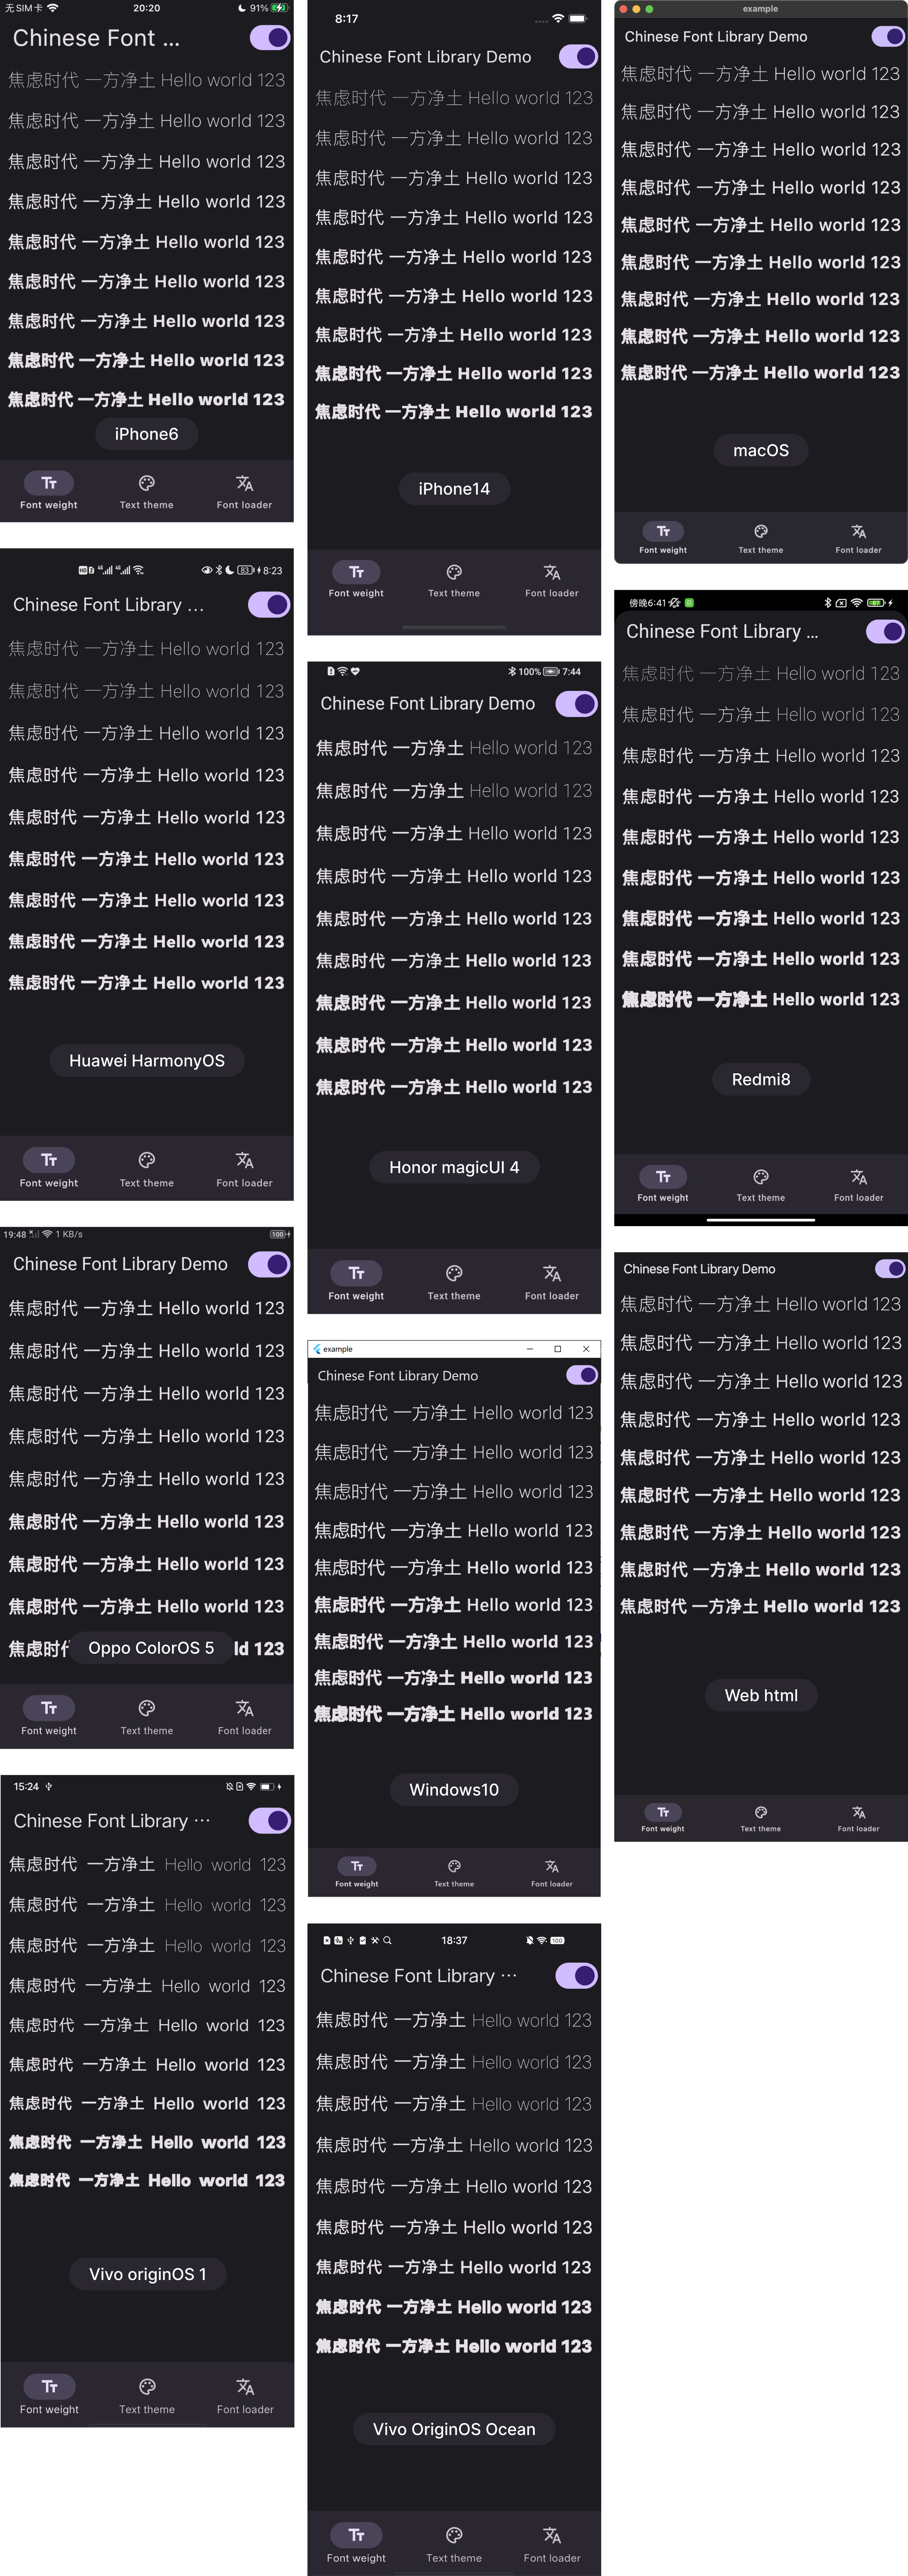 无SIM卡 20:20 91%
Chinese Font ...
焦虑时代 一方净土 Hello world 123
焦虑时代 一方净土 Hello world 123
焦虑时代 一方净土 Hello world 123
焦虑时代 一方净土 Hello world 123
焦虑时代 一方净土 Hello world 123
焦虑时代 一方净土 Hello world 123
焦虑时代 一方净土 Hello world 123
焦虑时代 一方净土 Hello world 123
焦虑时代 一方净土 Hello world 123
iPhone6
Font weight Text theme Font loader
83 8:23
Chinese Font Library ...
焦虑时代 一方净土 Hello world 123
焦虑时代 一方净土 Hello world 123
焦虑时代 一方净土 Hello world 123
焦虑时代 一方净土 Hello world 123
焦虑时代 一方净土 Hello world 123
焦虑时代 一方净土 Hello world 123
焦虑时代 一方净土 Hello world 123
焦虑时代 一方净土 Hello world 123
焦虑时代 一方净土 Hello world 123
Huawei HarmonyOS
Font weight Text theme Font loader
19:48 1 KB/s 100
Chinese Font Library Demo
焦虑时代 一方净土 Hello world 123
焦虑时代 一方净土 Hello world 123
焦虑时代 一方净土 Hello world 123
焦虑时代 一方净土 Hello world 123
焦虑时代 一方净土 Hello world 123
焦虑时代 一方净土 Hello world 123
焦虑时代 一方净土 Hello world 123
焦虑时代 一方净土 Hello world 123
焦虑时 Oppo ColorOS 5 ld 123
Font weight Text theme Font loader
15:24
Chinese Font Library ···
焦虑时代 一方净土 Hello world 123
焦虑时代 一方净土 Hello world 123
焦虑时代 一方净土 Hello world 123
焦虑时代 一方净土 Hello world 123
焦虑时代 一方净土 Hello world 123
焦虑时代 一方净土 Hello world 123
焦虑时代 一方净土 Hello world 123
焦虑时代 一方净土 Hello world 123
焦虑时代 一方净土 Hello world 123
Vivo originOS 1
Font weight Text theme Font loader
8:17
Chinese Font Library Demo
焦虑时代 一方净土 Hello world 123
焦虑时代 一方净土 Hello world 123
焦虑时代 一方净土 Hello world 123
焦虑时代 一方净土 Hello world 123
焦虑时代 一方净土 Hello world 123
焦虑时代 一方净土 Hello world 123
焦虑时代 一方净土 Hello world 123
焦虑时代 一方净土 Hello world 123
焦虑时代 一方净土 Hello world 123
iPhone14
Font weight Text theme Font loader
100% 7:44
Chinese Font Library Demo
焦虑时代 一方净土 Hello world 123
焦虑时代 一方净土 Hello world 123
焦虑时代 一方净土 Hello world 123
焦虑时代 一方净土 Hello world 123
焦虑时代 一方净土 Hello world 123
焦虑时代 一方净土 Hello world 123
焦虑时代 一方净土 Hello world 123
焦虑时代 一方净土 Hello world 123
焦虑时代 一方净土 Hello world 123
Honor magicUI 4
Font weight Text theme Font loader
example
Chinese Font Library Demo
焦虑时代 一方净土 Hello world 123
焦虑时代 一方净土 Hello world 123
焦虑时代 一方净土 Hello world 123
焦虑时代 一方净土 Hello world 123
焦虑时代 一方净土 Hello world 123
焦虑时代 一方净土 Hello world 123
焦虑时代 一方净土 Hello world 123
焦虑时代 一方净土 Hello world 123
焦虑时代 一方净土 Hello world 123
Windows10
Font weight Text theme Font loader
18:37 100
Chinese Font Library ···
焦虑时代 一方净土 Hello world 123
焦虑时代 一方净土 Hello world 123
焦虑时代 一方净土 Hello world 123
焦虑时代 一方净土 Hello world 123
焦虑时代 一方净土 Hello world 123
焦虑时代 一方净土 Hello world 123
焦虑时代 一方净土 Hello world 123
焦虑时代 一方净土 Hello world 123
焦虑时代 一方净土 Hello world 123
Vivo OriginOS Ocean
Font weight Text theme Font loader
example
Chinese Font Library Demo
焦虑时代 一方净土 Hello world 123
焦虑时代 一方净土 Hello world 123
焦虑时代 一方净土 Hello world 123
焦虑时代 一方净土 Hello world 123
焦虑时代 一方净土 Hello world 123
焦虑时代 一方净土 Hello world 123
焦虑时代 一方净土 Hello world 123
焦虑时代 一方净土 Hello world 123
焦虑时代 一方净土 Hello world 123
macOS
Font weight Text theme Font loader
傍晚6:41
Chinese Font Library ...
焦虑时代 一方净土 Hello world 123
焦虑时代 一方净土 Hello world 123
焦虑时代 一方净土 Hello world 123
焦虑时代 一方净土 Hello world 123
焦虑时代 一方净土 Hello world 123
焦虑时代 一方净土 Hello world 123
焦虑时代 一方净土 Hello world 123
焦虑时代 一方净土 Hello world 123
焦虑时代 一方净土 Hello world 123
Redmi8
Font weight Text theme Font loader
Chinese Font Library Demo
焦虑时代 一方净土 Hello world 123
焦虑时代 一方净土 Hello world 123
焦虑时代 一方净土 Hello world 123
焦虑时代 一方净土 Hello world 123
焦虑时代 一方净土 Hello world 123
焦虑时代 一方净土 Hello world 123
焦虑时代 一方净土 Hello world 123
焦虑时代 一方净土 Hello world 123
焦虑时代 一方净土 Hello world 123
Web html
Font weight Text theme Font loader